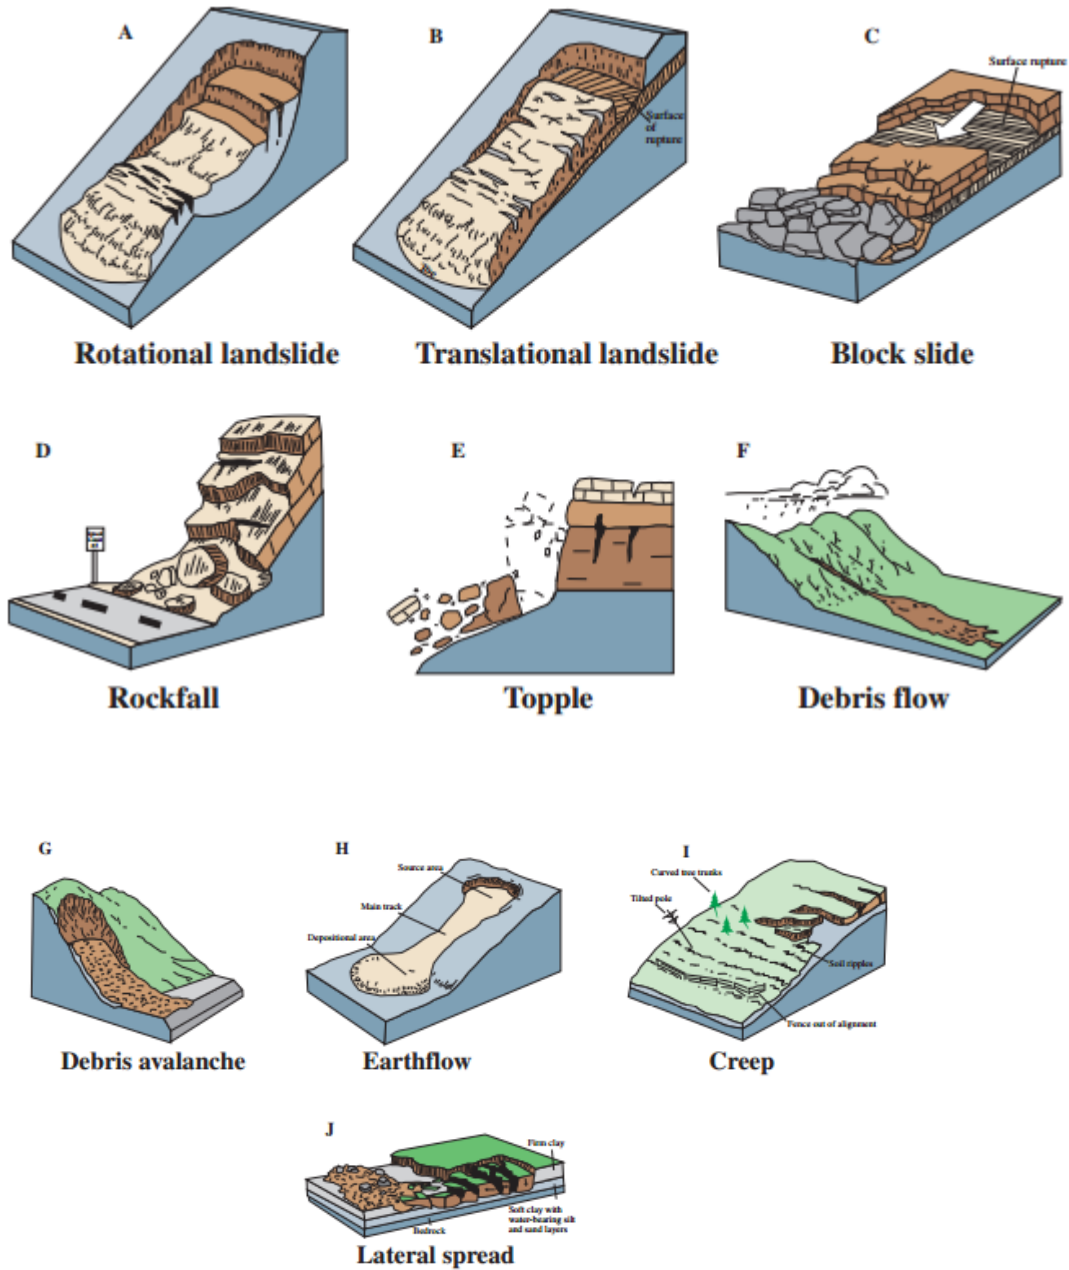 A
B
C
Surface rupture
Surface
of
rupture
Rotational landslide
Translational landslide
Block slide
D
E
F
Rockfall
Topple
Debris flow
G
H
I
Source area
Main track
Depositional area
Curved tree trunks
Tilted pole
Soil ripples
Fence out of alignment
Debris avalanche
Earthflow
Creep
J
Firm clay
Soft clay with
water-bearing silt
and sand layers
Bedrock
Lateral spread